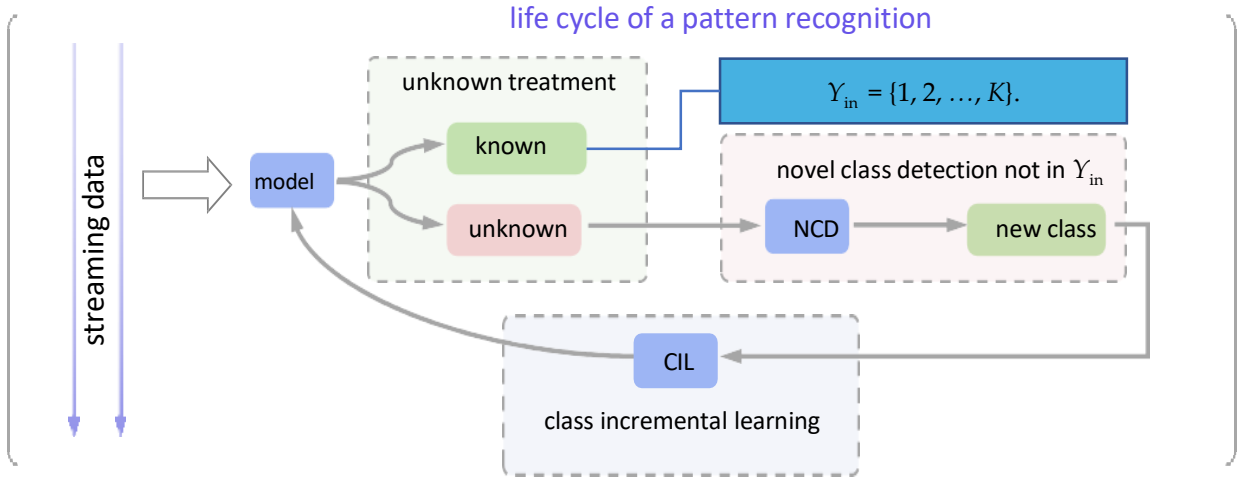 life cycle of a pattern recognition
unknown treatment
Y_in = {1, 2, …, K}.
known
novel class detection not in Y_in
model
unknown
NCD
new class
streaming data
CIL
class incremental learning